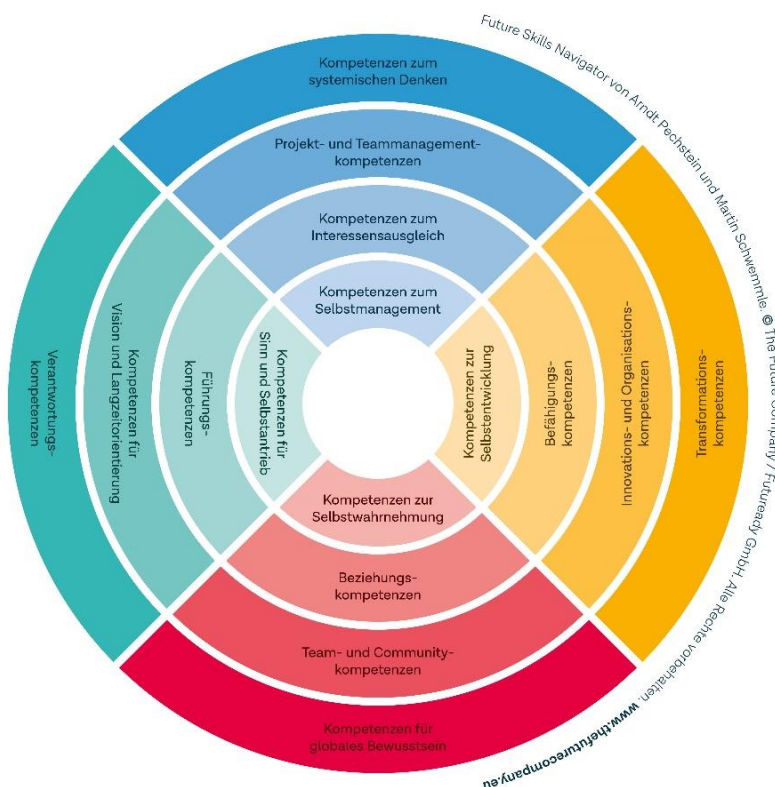 Future Skills Navigator von Arndt Pechstein und Martin Schwemmle. © The Future Company / Futuready GmbH. Alle Rechte vorbehalten. www.thefuturecompany.eu
Kompetenzen zum
systemischen Denken
Projekt- und Teammanagement-
kompetenzen
Kompetenzen zum
Interessensausgleich
Kompetenzen zum
Selbstmanagement
Verantwortungs-
kompetenzen
Kompetenzen für
Vision und Langzeitorientierung
Führungs-
kompetenzen
Kompetenzen für
Sinn und Selbstantrieb
Kompetenzen zur
Selbstentwicklung
Befähigungs-
kompetenzen
Innovations- und Organisations-
kompetenzen
Transformations-
kompetenzen
Kompetenzen zur
Selbstwahrnehmung
Beziehungs-
kompetenzen
Team- und Community-
kompetenzen
Kompetenzen für
globales Bewusstsein